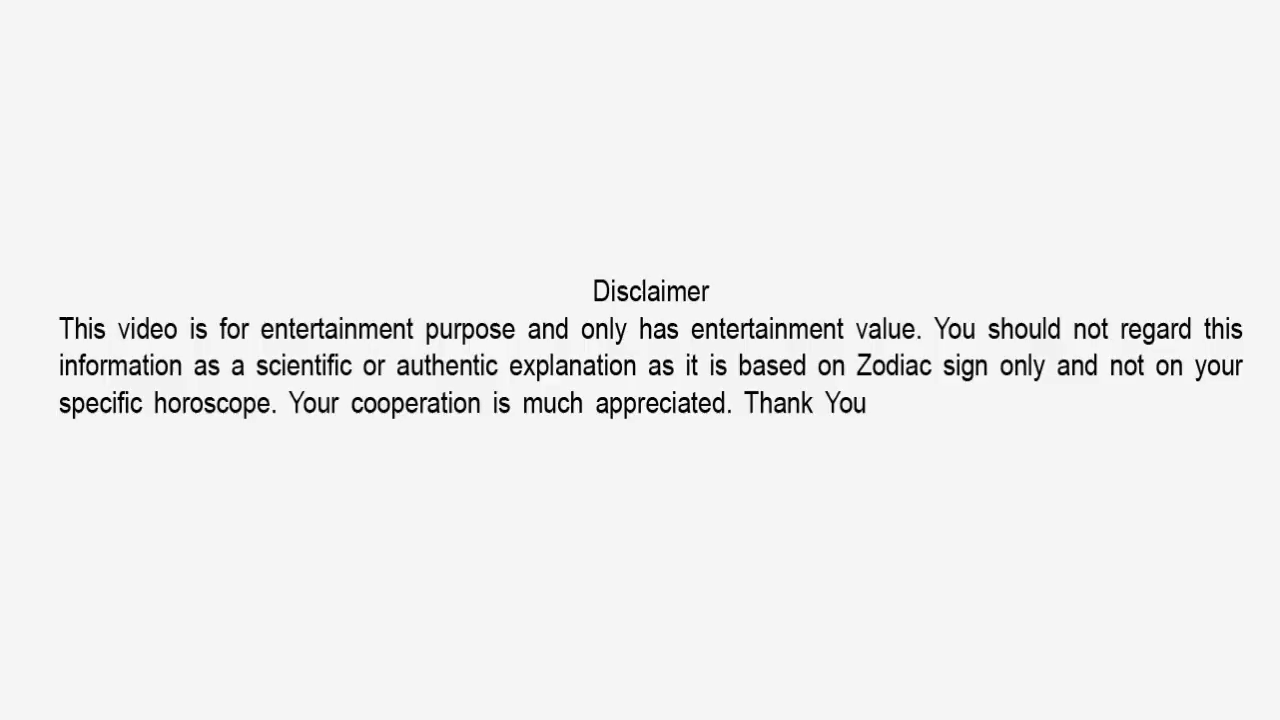 Disclaimer
This video is for entertainment purpose and only has entertainment value. You should not regard this
information as a scientific or authentic explanation as it is based on Zodiac sign only and not on your
specific horoscope. Your cooperation is much appreciated. Thank You